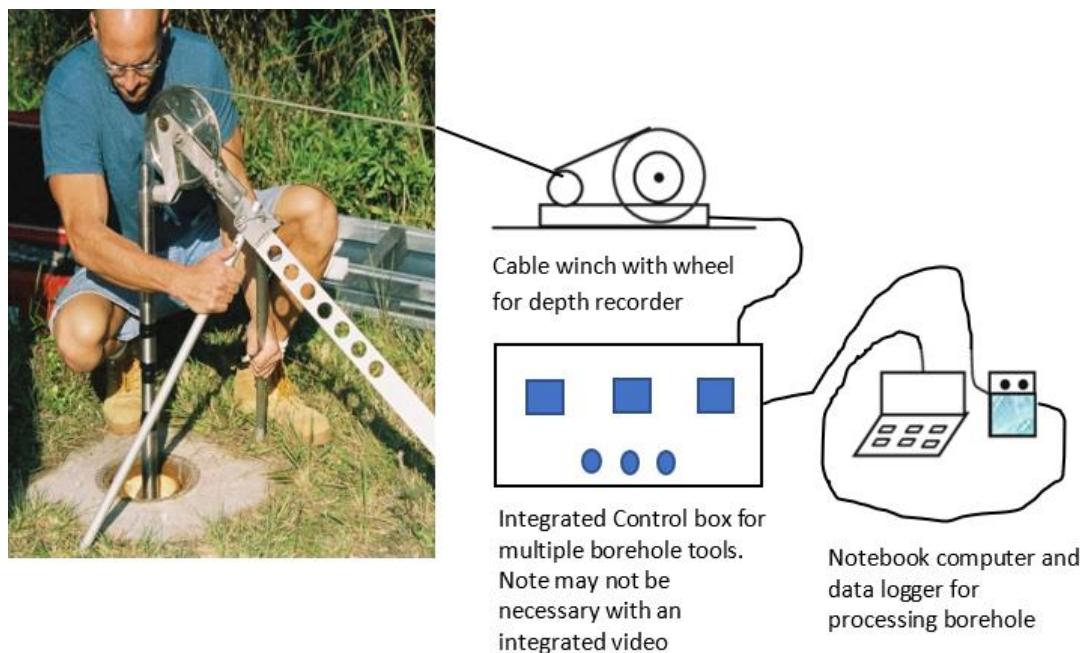 Cable winch with wheel
for depth recorder
Integrated Control box for
multiple borehole tools.
Note may not be
necessary with an
integrated video
Notebook computer and
data logger for
processing borehole